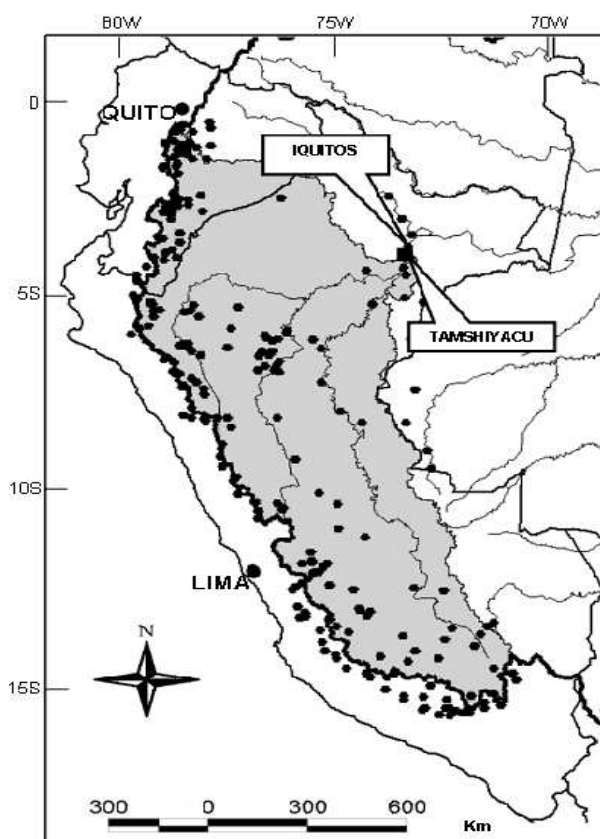 80W 75W 70W
0
QUITO
IQUITOS
5S
TAMSHIYACU
10S
LIMA
N
15S
300 0 300 600
Km